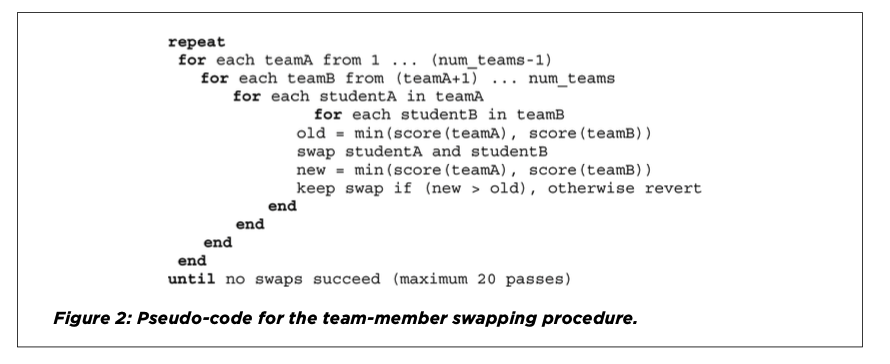 repeat
for each teamA from 1 ... (num_teams-1)
for each teamB from (teamA+1) ... num_teams
for each studentA in teamA
for each studentB in teamB
old = min(score(teamA), score(teamB))
swap studentA and studentB
new = min(score(teamA), score(teamB))
keep swap if (new > old), otherwise revert
end
end
end
end
until no swaps succeed (maximum 20 passes)
Figure 2: Pseudo-code for the team-member swapping procedure.